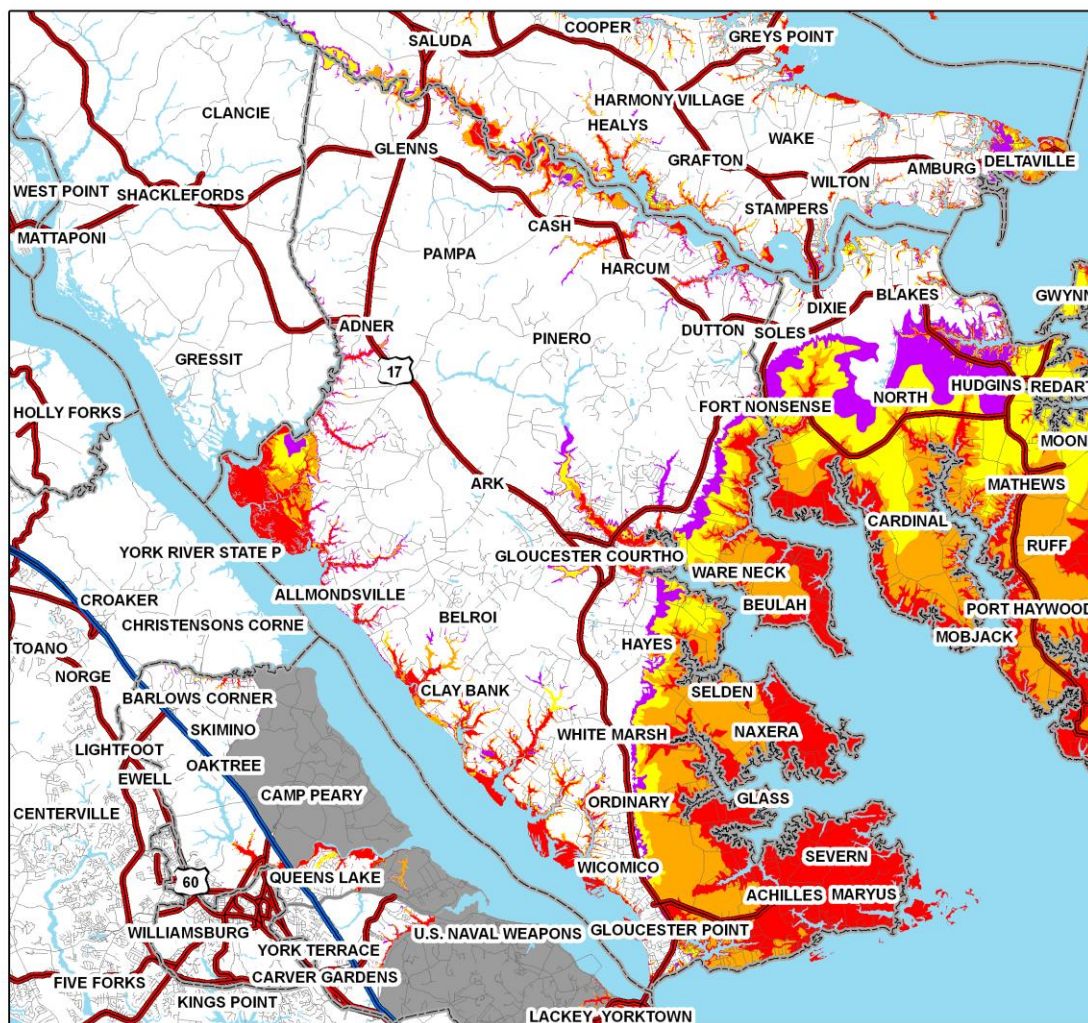 COOPER
GREYS POINT
SALUDA
HARMONY VILLAGE
CLANCIE
HEALYS
WAKE
GLENNS
GRAFTON
DELTAVILLE
AMBURG
WILTON
WEST POINT
SHACKLEFORDS
STAMPERS
CASH
MATTAPONI
PAMPA
HARCUM
GWYNN
BLAKES
DIXIE
ADNER
DUTTON
SOLES
PINERO
GRESSIT
17
HUDGINS
REDART
NORTH
HOLLY FORKS
FORT NONSENSE
MOON
ARK
MATHEWS
CARDINAL
RUFF
YORK RIVER STATE P
GLOUCESTER COURTHO
WARE NECK
ALLMONDSVILLE
CROAKER
BEULAH
PORT HAYWOOD
CHRISTENSONS CORNE
BELROI
MOBJACK
TOANO
HAYES
NORGE
CLAY BANK
SELDEN
BARLOWS CORNER
SKIMINO
WHITE MARSH
NAXERA
LIGHTFOOT
OAKTREE
EWELL
CAMP PEARY
ORDINARY
GLASS
CENTERVILLE
SEVERN
WICOMICO
60
QUEENS LAKE
ACHILLES
MARYUS
WILLIAMSBURG
U.S. NAVAL WEAPONS
GLOUCESTER POINT
YORK TERRACE
FIVE FORKS
CARVER GARDENS
KINGS POINT
LACKEY
YORKTOWN